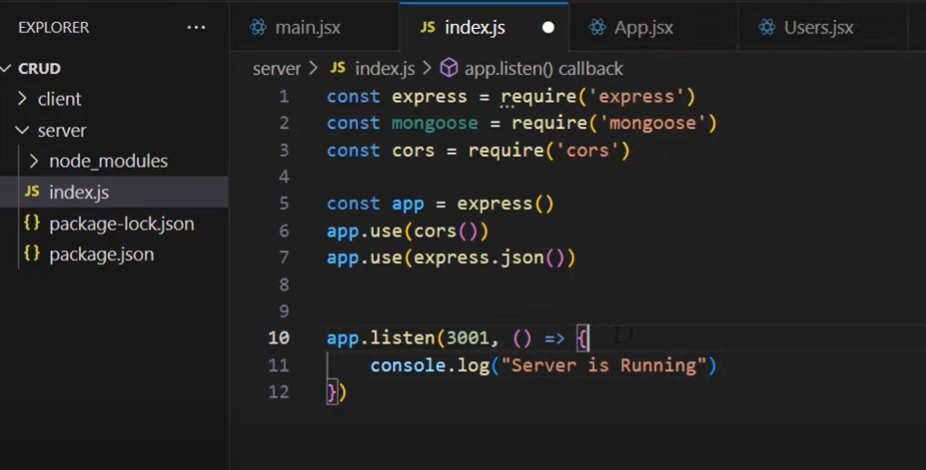 EXPLORER ...
CRUD
client
server
node_modules
JS index.js
{} package-lock.json
{} package.json
main.jsx JS index.js App.jsx Users.jsx
server > JS index.js > app.listen() callback
1 const express = require('express')
2 const mongoose = require('mongoose')
3 const cors = require('cors')
4
5 const app = express()
6 app.use(cors())
7 app.use(express.json())
8
9
10 app.listen(3001, () => {
11 console.log("Server is Running")
12 })